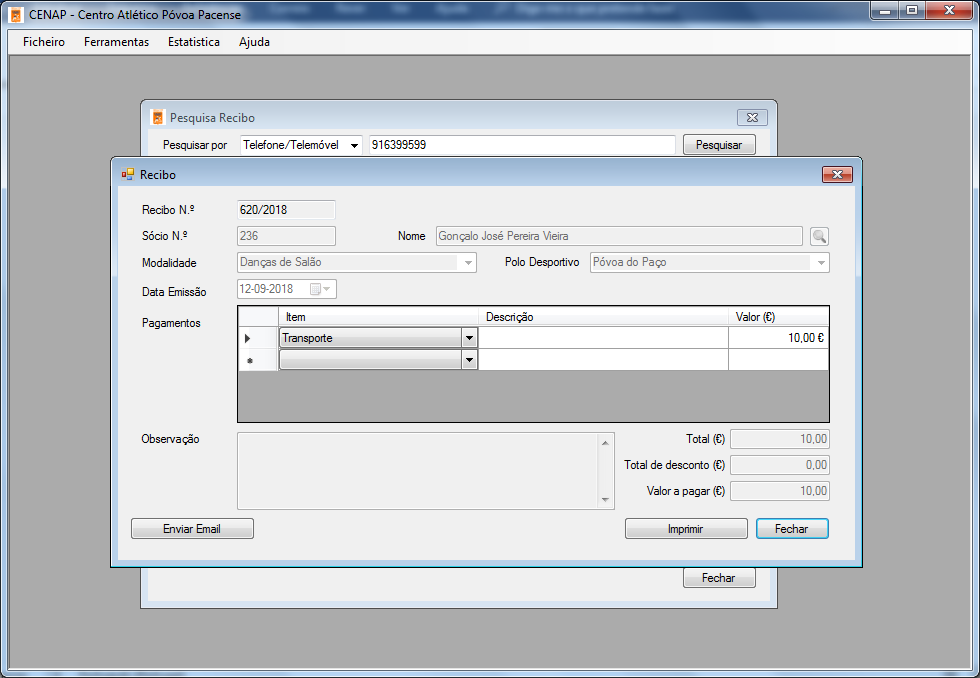 CENAP - Centro Atlético Póvoa Pacense
Ficheiro Ferramentas Estatistica Ajuda
Pesquisa Recibo
Pesquisar por Telefone/Telemóvel 916399599 Pesquisar
Recibo
Recibo N.º 620/2018
Sócio N.º 236 Nome Gonçalo José Pereira Vieira
Modalidade Danças de Salão Polo Desportivo Póvoa do Paço
Data Emissão 12-09-2018
Pagamentos
Item Descrição Valor (€)
Transporte 10,00 €
Observação
Total (€) 10,00
Total de desconto (€) 0,00
Valor a pagar (€) 10,00
Enviar Email Imprimir Fechar
Fechar